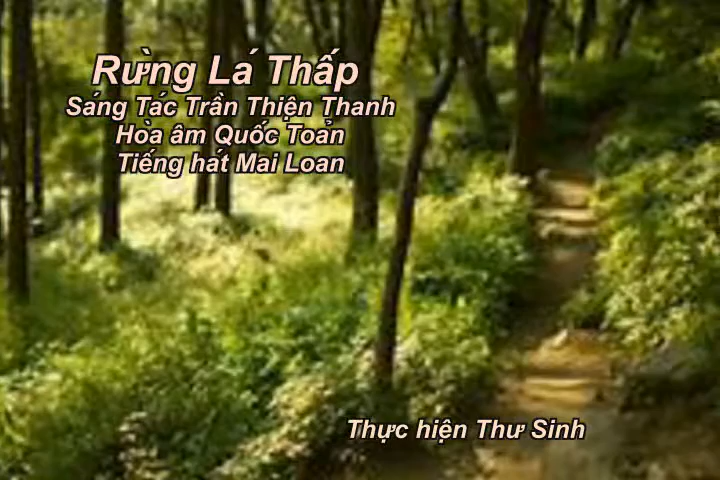 Rừng Lá Thấp
Sáng Tác Trần Thiện Thanh
Hòa âm Quốc Toản
Tiếng hát Mai Loan
Thực hiện Thư Sinh